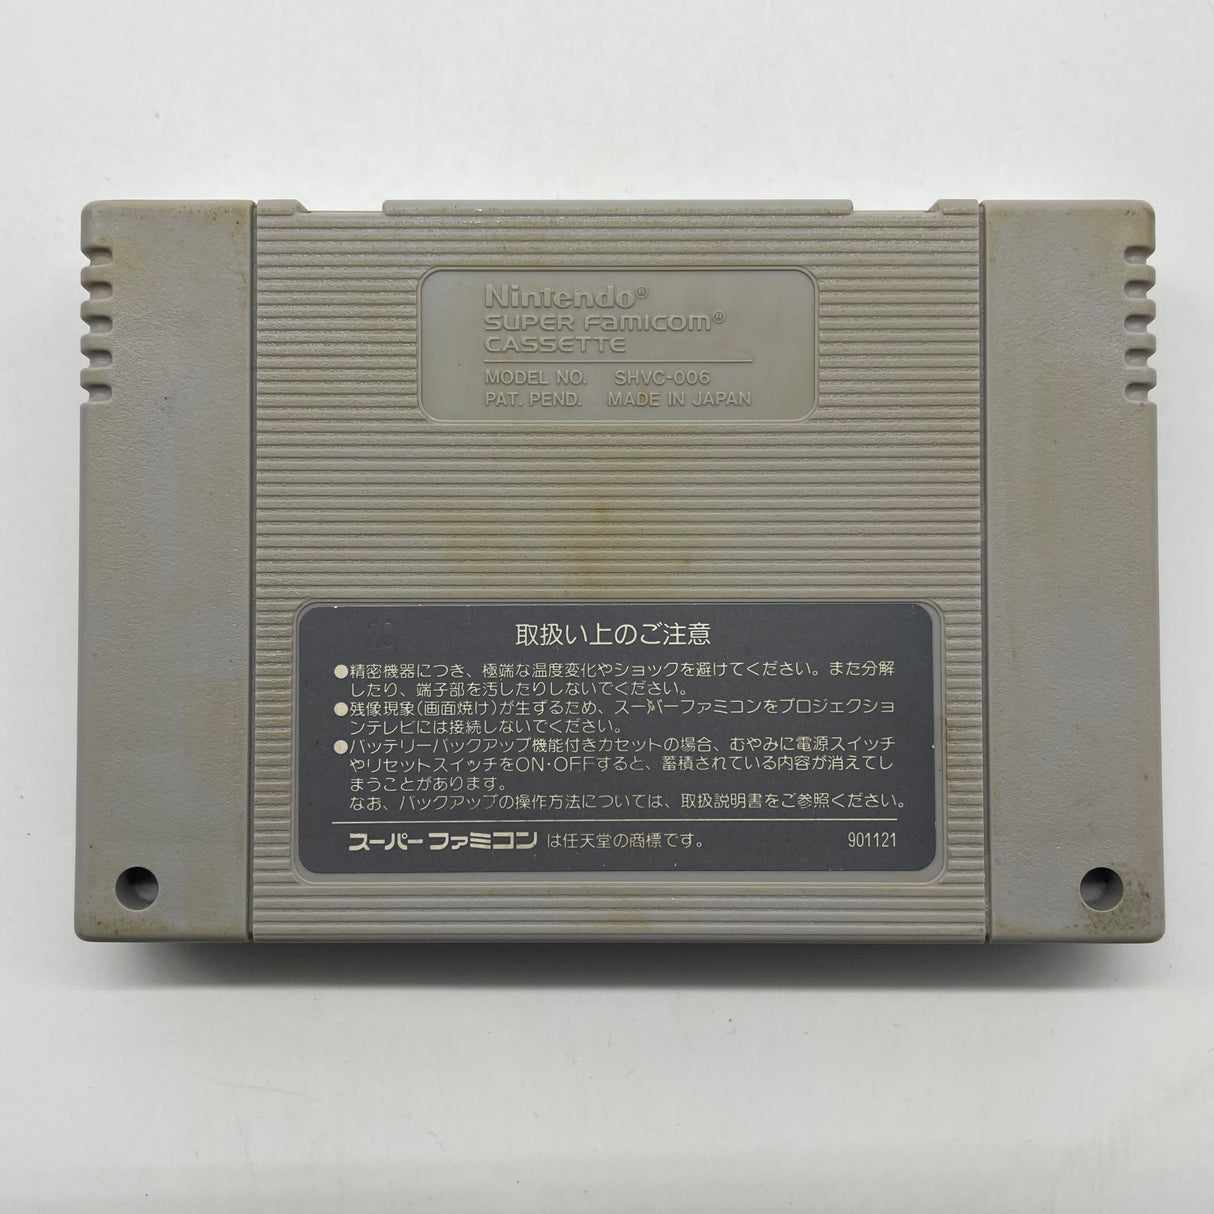 Nintendo®
SUPER FAMICOM®
CASSETTE
MODEL NO. SHVC-006
PAT. PEND. MADE IN JAPAN
取扱い上のご注意
●精密機器につき、極端な温度変化やショックを避けてください。また分解
したり、端子部を汚したりしないでください。
●残像現象(画面焼け)が生ずるため、スーパーファミコンをプロジェクショ
ンテレビには接続しないでください。
●バッテリーバックアップ機能付きカセットの場合、むやみに電源スイッチ
やリセットスイッチをON・OFFすると、蓄積されている内容が消えてし
まうことがあります。
なお、バックアップの操作方法については、取扱説明書をご参照ください。
スーパーファミコン は任天堂の商標です。 901121